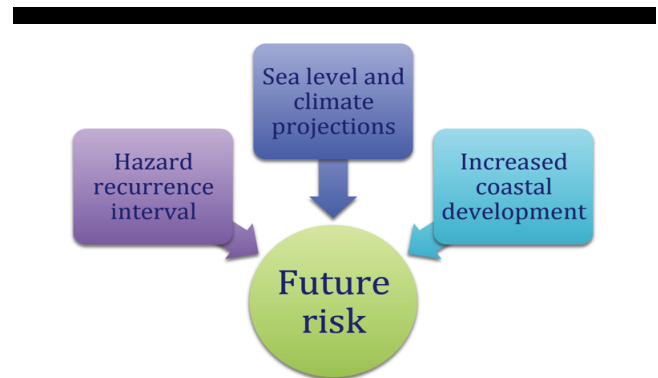 Sea level and
climate
projections
Hazard
recurrence
interval
Increased
coastal
development
Future
risk